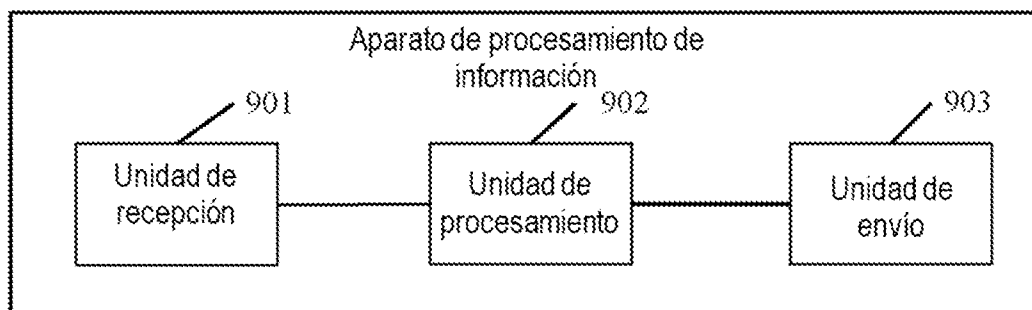 Aparato de procesamiento de
información
901
902
903
Unidad de
recepción
Unidad de
procesamiento
Unidad de
envío